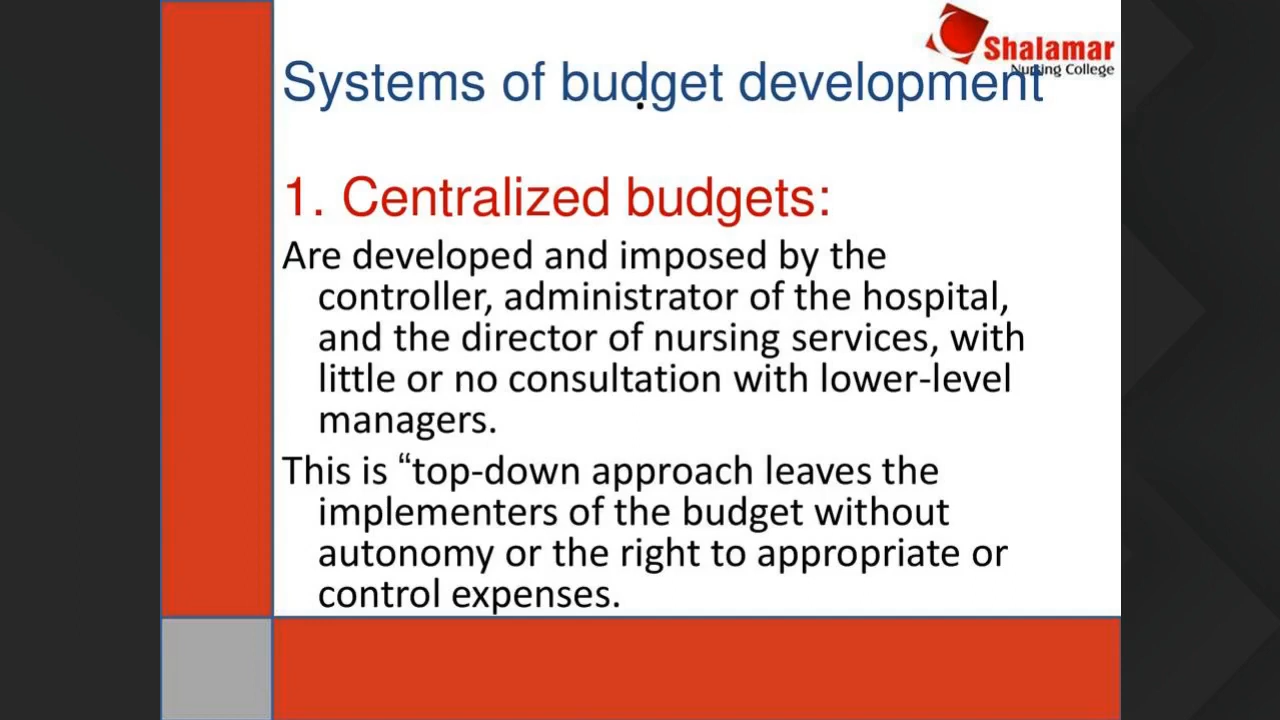 Shalamar
Nursing College
Systems of budget development
.
1. Centralized budgets:
Are developed and imposed by the
controller, administrator of the hospital,
and the director of nursing services, with
little or no consultation with lower-level
managers.
This is “top-down approach leaves the
implementers of the budget without
autonomy or the right to appropriate or
control expenses.